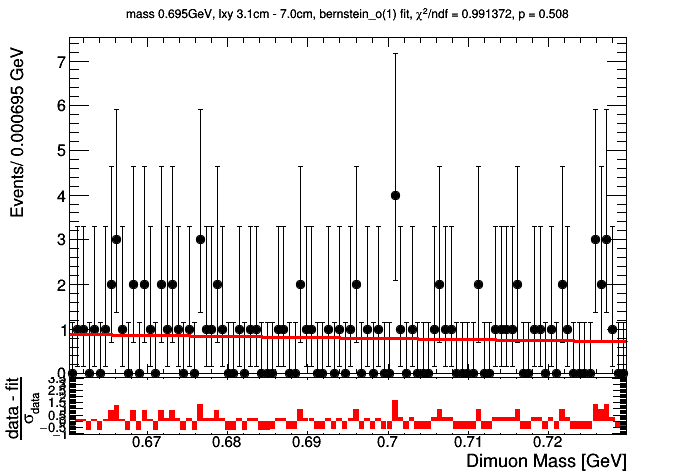 mass 0.695GeV, lxy 3.1cm - 7.0cm, bernstein_o(1) fit, χ²/ndf = 0.991372, p = 0.508
Events/ 0.000695 GeV
7
6
5
4
3
2
1
0
data - fit
σdata
0.67 0.68 0.69 0.7 0.71 0.72
Dimuon Mass [GeV]